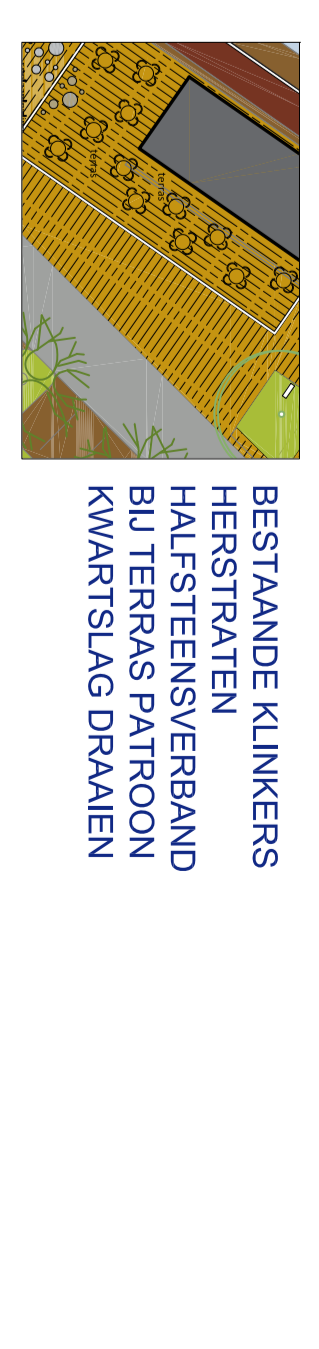 BESTAANDE KLINKERS
HERSTRATEN
HALFSTEENSVERBAND
BIJ TERRAS PATROON
KWARTSLAG DRAAIEN
terras
terras